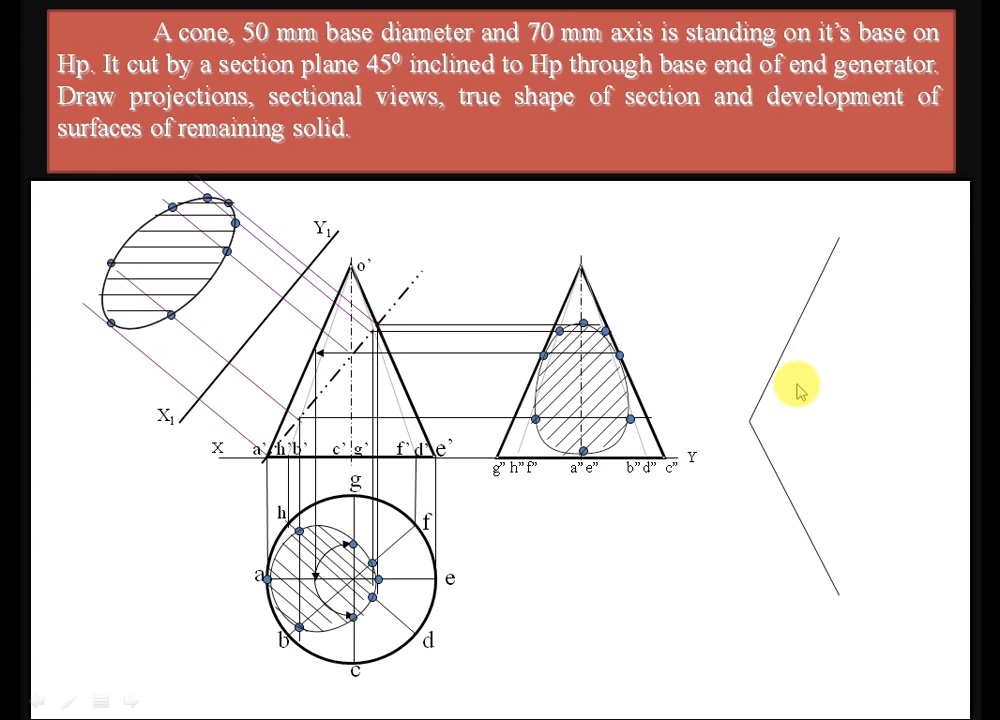 A cone, 50 mm base diameter and 70 mm axis is standing on it's base on
Hp. It cut by a section plane 45⁰ inclined to Hp through base end of end generator.
Draw projections, sectional views, true shape of section and development of
surfaces of remaining solid.
Y₁
o'
X₁
X a' h' b' c' g' f' d' e'
g" h" f" a" e" b" d" c" Y
g
h f
a e
b d
c